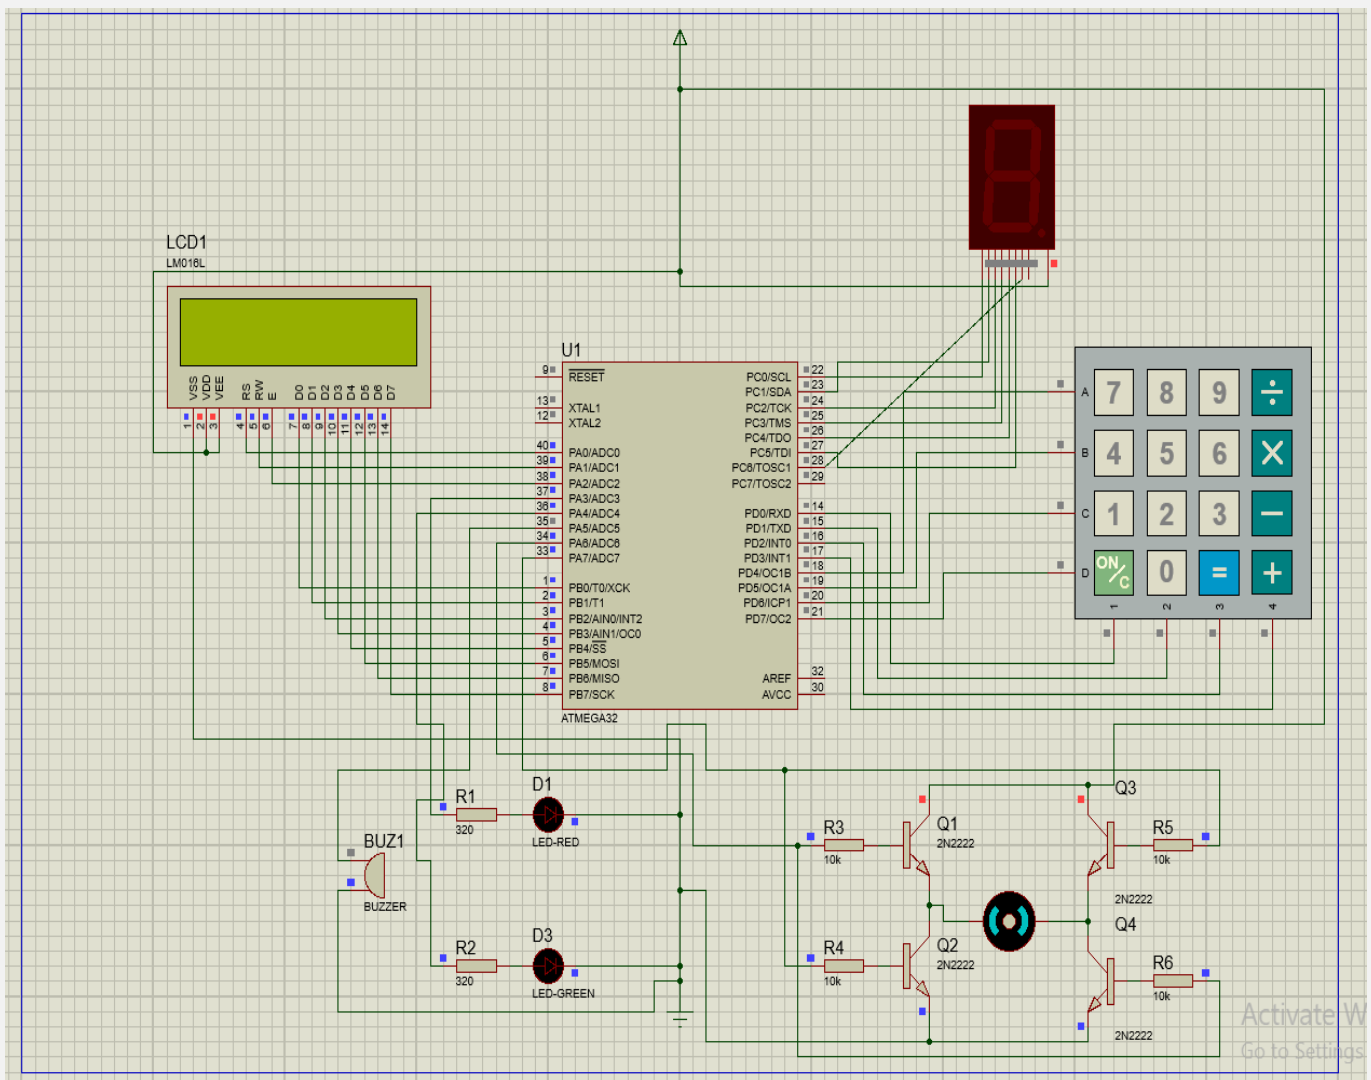 LCD1
LM016L
VSS
VDD
VEE
RS
RW
E
D0
D1
D2
D3
D4
D5
D6
D7
1
2
3
4
5
6
7
8
9
10
11
12
13
14
U1
9 RESET
13 XTAL1
12 XTAL2
40 PA0/ADC0
39 PA1/ADC1
38 PA2/ADC2
37 PA3/ADC3
36 PA4/ADC4
35 PA5/ADC5
34 PA6/ADC6
33 PA7/ADC7
1 PB0/T0/XCK
2 PB1/T1
3 PB2/AIN0/INT2
4 PB3/AIN1/OC0
5 PB4/SS
6 PB5/MOSI
7 PB6/MISO
8 PB7/SCK
PC0/SCL 22
PC1/SDA 23
PC2/TCK 24
PC3/TMS 25
PC4/TDO 26
PC5/TDI 27
PC6/TOSC1 28
PC7/TOSC2 29
PD0/RXD 14
PD1/TXD 15
PD2/INT0 16
PD3/INT1 17
PD4/OC1B 18
PD5/OC1A 19
PD6/ICP1 20
PD7/OC2 21
AREF 32
AVCC 30
ATMEGA32
A 7 8 9 ÷
B 4 5 6 ×
C 1 2 3 −
D ON/C 0 = +
1 2 3 4
R1
320
D1
LED-RED
BUZ1
BUZZER
R2
320
D3
LED-GREEN
R3
10k
Q1
2N2222
Q3
2N2222
R5
10k
R4
10k
Q2
2N2222
Q4
2N2222
R6
10k
Activate W
Go to Settings